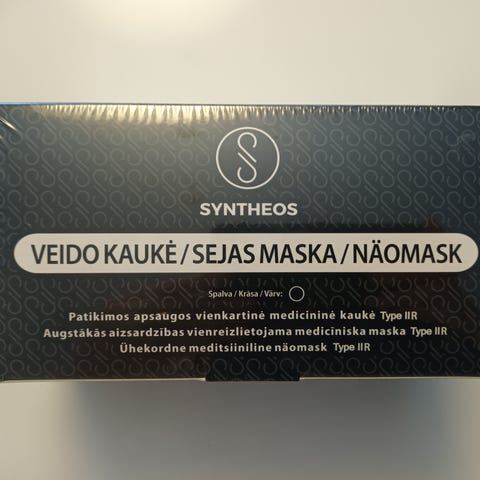 SYNTHEOS
VEIDO KAUKĖ / SEJAS MASKA / NÄOMASK
Spalva / Krāsa / Värv:
Patikimos apsaugos vienkartinė medicininė kaukė Type IIR
Augstākās aizsardzības vienreizlietojama medicīniska maska Type IIR
Ühekordne meditsiiniline näomask Type IIR